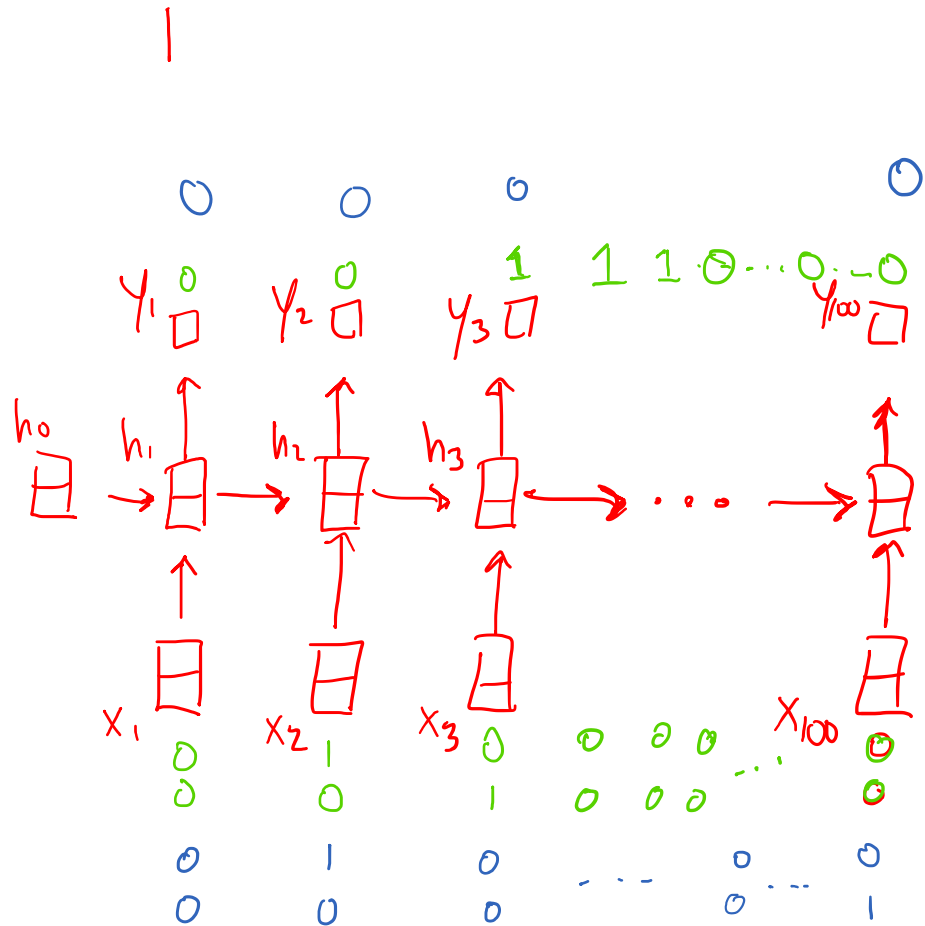 1
0 0 0 0
0 0 1 1 1 0 ... 0 ... 0
y1 y2 y3 y100
h0 h1 h2 h3 ...
x1 x2 x3 x100
0 1 0 0 0 0 ... 0
0 0 1 0 0 0 0
0 1 0 ... 0 0
0 0 0 0 ... 1